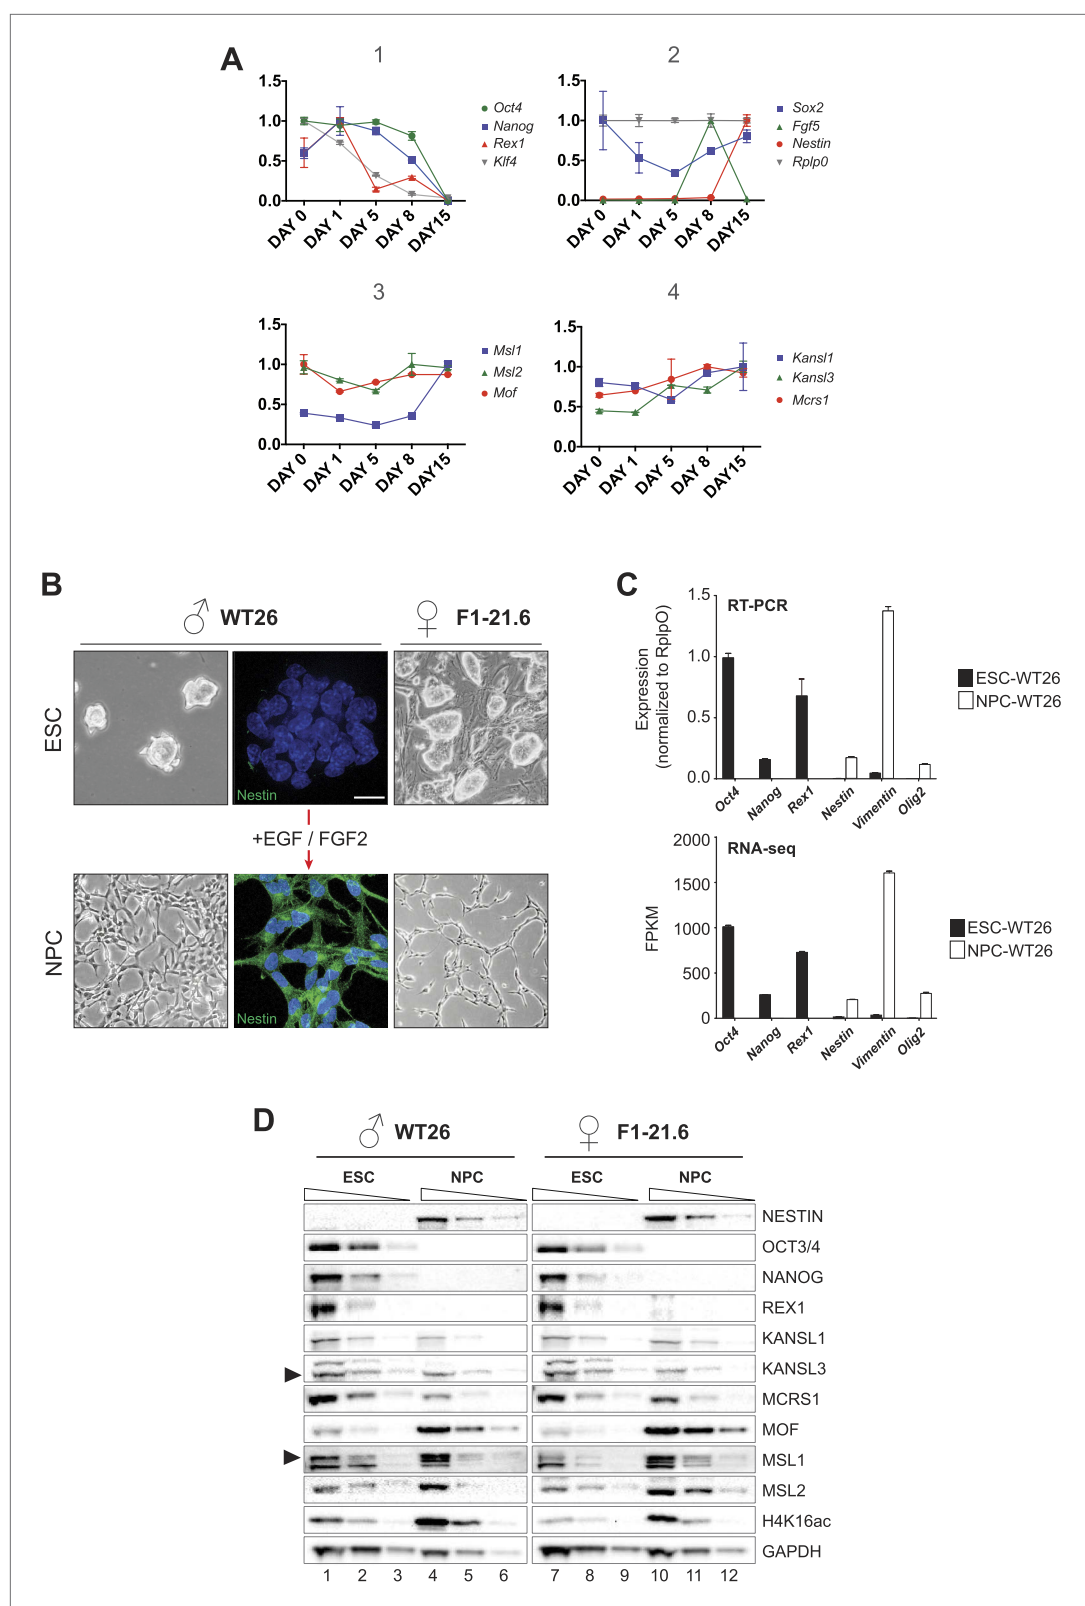 A
1
1.5
1.0
0.5
0.0
DAY 0
DAY 1
DAY 5
DAY 8
DAY15
Oct4
Nanog
Rex1
Klf4
2
1.5
1.0
0.5
0.0
DAY 0
DAY 1
DAY 5
DAY 8
DAY15
Sox2
Fgf5
Nestin
Rplp0
3
1.5
1.0
0.5
0.0
DAY 0
DAY 1
DAY 5
DAY 8
DAY15
Msl1
Msl2
Mof
4
1.5
1.0
0.5
0.0
DAY 0
DAY 1
DAY 5
DAY 8
DAY15
Kansl1
Kansl3
Mcrs1
B
♂ WT26
♀ F1-21.6
ESC
Nestin
+EGF / FGF2
NPC
Nestin
C
RT-PCR
Expression
(normalized to RplpO)
1.5
1.0
0.5
0.0
Oct4
Nanog
Rex1
Nestin
Vimentin
Olig2
ESC-WT26
NPC-WT26
RNA-seq
FPKM
2000
1500
1000
500
0
Oct4
Nanog
Rex1
Nestin
Vimentin
Olig2
ESC-WT26
NPC-WT26
D
♂ WT26
♀ F1-21.6
ESC NPC ESC NPC
NESTIN
OCT3/4
NANOG
REX1
KANSL1
KANSL3
MCRS1
MOF
MSL1
MSL2
H4K16ac
GAPDH
1 2 3 4 5 6 7 8 9 10 11 12